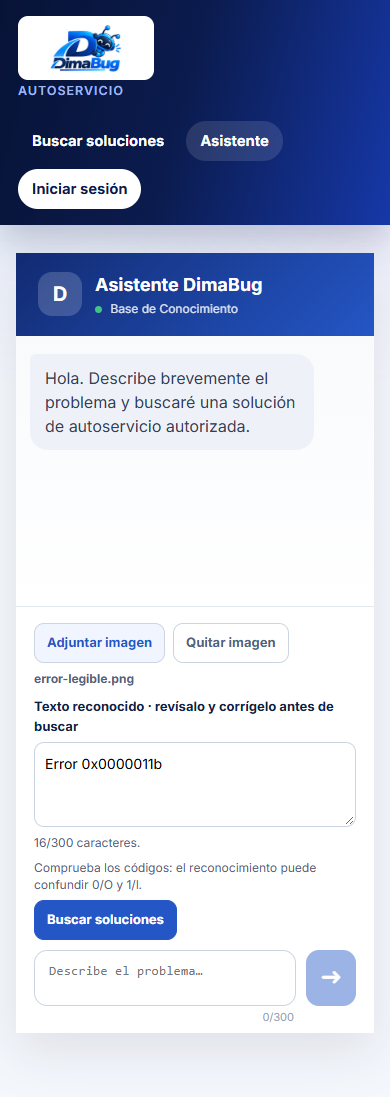 DimaBug
AUTOSERVICIO
Buscar soluciones
Asistente
Iniciar sesión
D
Asistente DimaBug
Base de Conocimiento
Hola. Describe brevemente el
problema y buscaré una solución
de autoservicio autorizada.
Adjuntar imagen
Quitar imagen
error-legible.png
Texto reconocido · revísalo y corrígelo antes de
buscar
Error 0x0000011b
16/300 caracteres.
Comprueba los códigos: el reconocimiento puede
confundir 0/O y 1/l.
Buscar soluciones
Describe el problema…
0/300